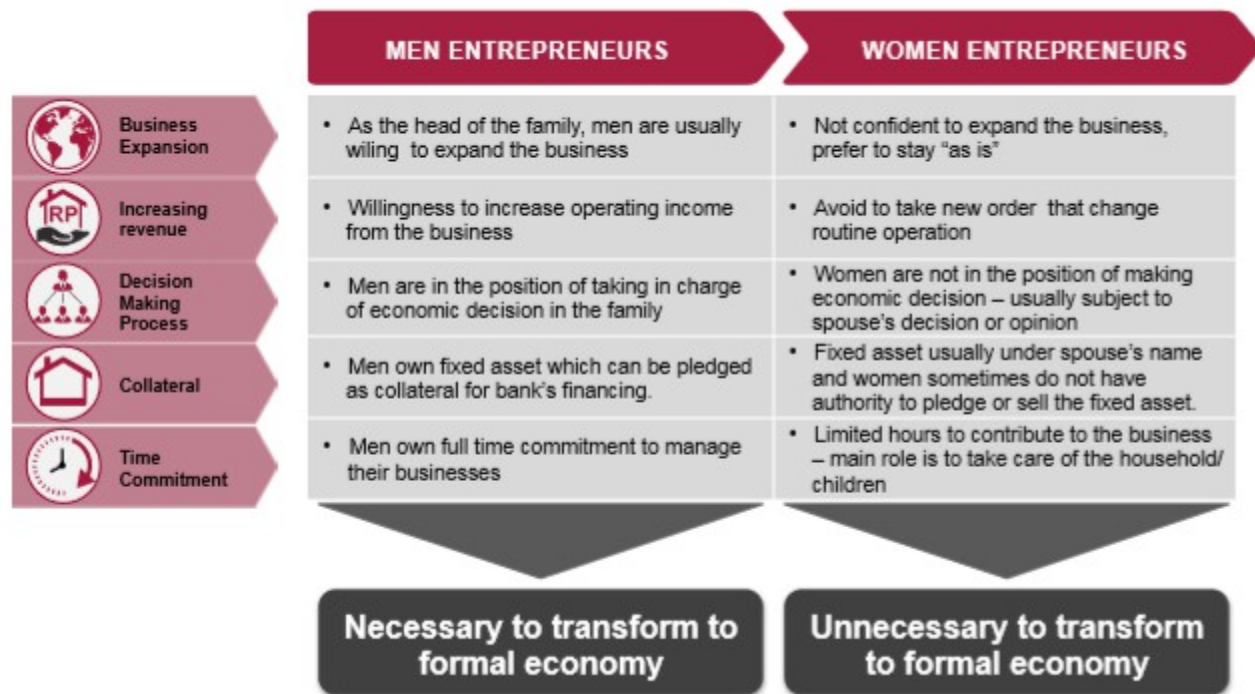 MEN ENTREPRENEURS
WOMEN ENTREPRENEURS
Business
Expansion
• As the head of the family, men are usually
wiling to expand the business
• Not confident to expand the business,
prefer to stay “as is”
RP
Increasing
revenue
• Willingness to increase operating income
from the business
• Avoid to take new order that change
routine operation
Decision
Making
Process
• Men are in the position of taking in charge
of economic decision in the family
• Women are not in the position of making
economic decision – usually subject to
spouse’s decision or opinion
Collateral
• Men own fixed asset which can be pledged
as collateral for bank’s financing.
• Fixed asset usually under spouse’s name
and women sometimes do not have
authority to pledge or sell the fixed asset.
Time
Commitment
• Men own full time commitment to manage
their businesses
• Limited hours to contribute to the business
– main role is to take care of the household/
children
Necessary to transform to
formal economy
Unnecessary to transform
to formal economy